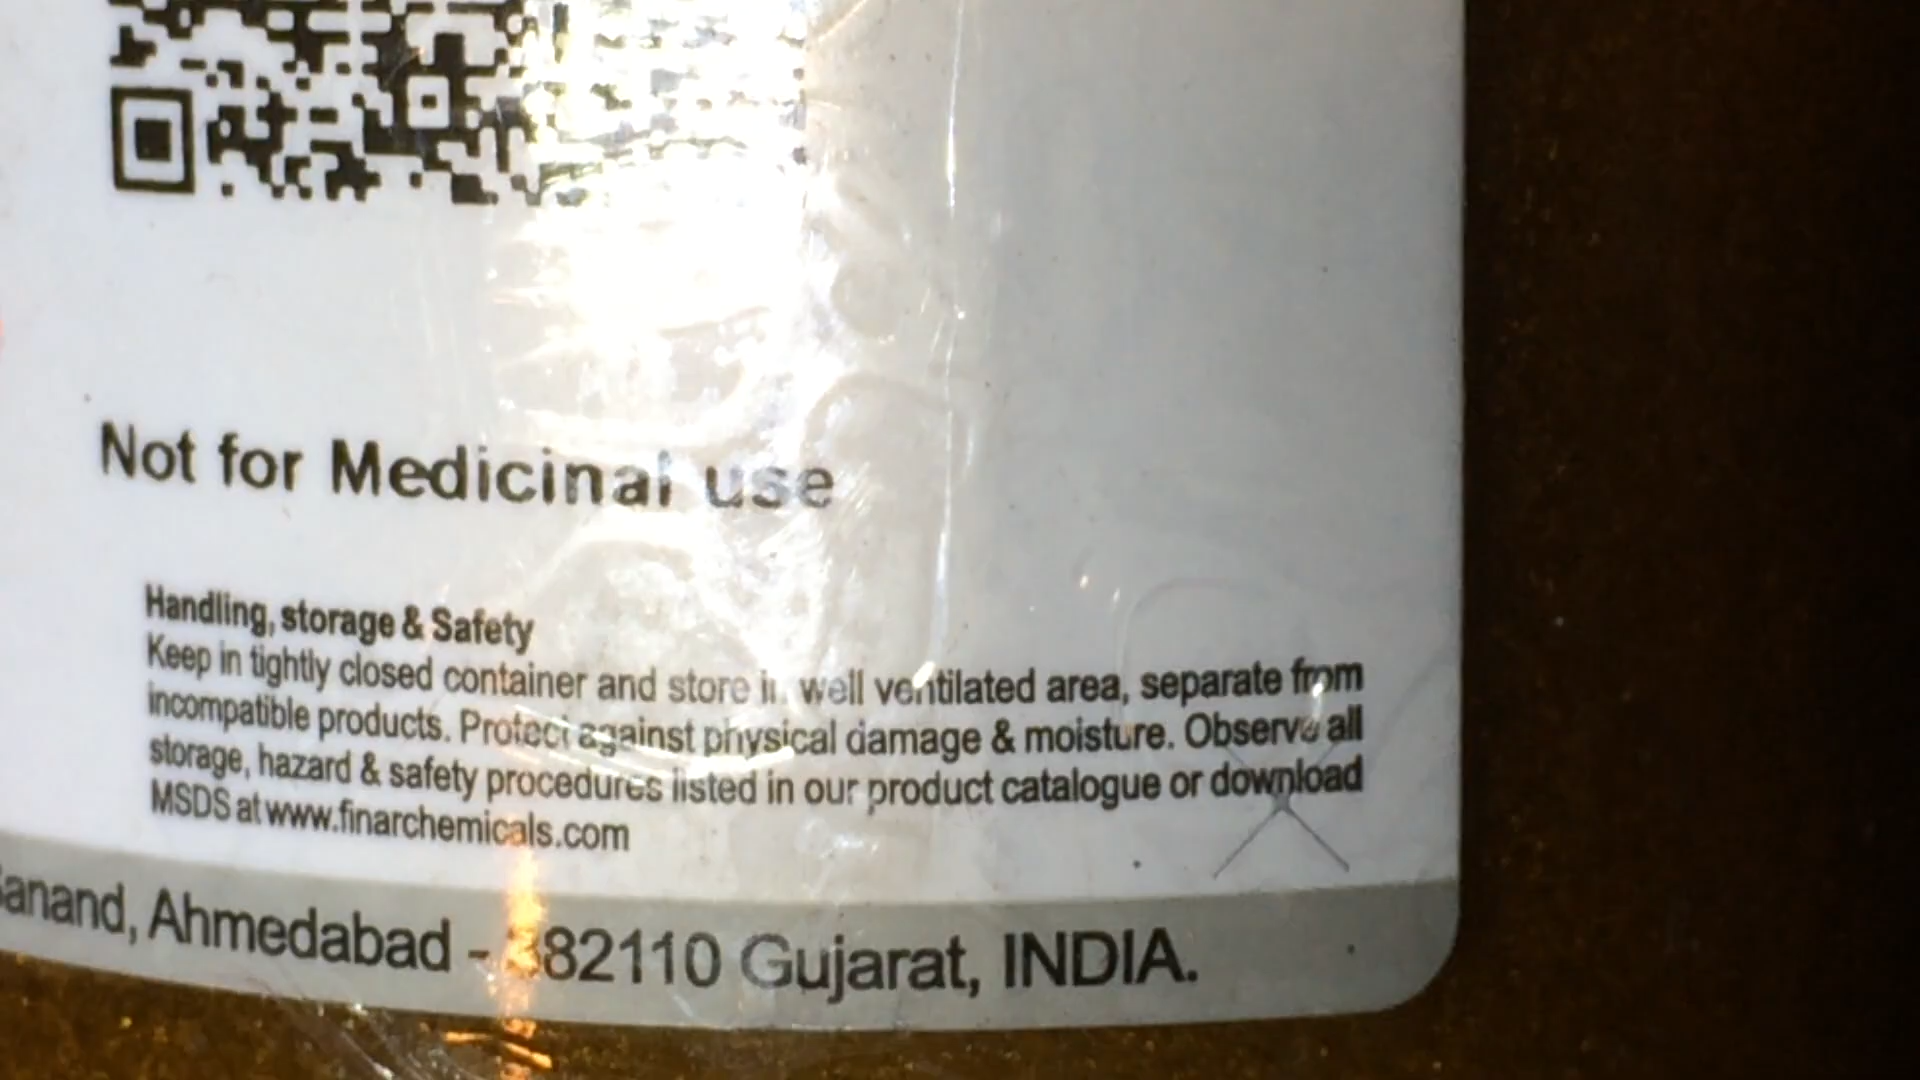 Not for Medicinal use
Handling, storage & Safety
Keep in tightly closed container and store in well ventilated area, separate from
incompatible products. Protect against physical damage & moisture. Observe all
storage, hazard & safety procedures listed in our product catalogue or download
MSDS at www.finarchemicals.com
Sanand, Ahmedabad - 382110 Gujarat, INDIA.